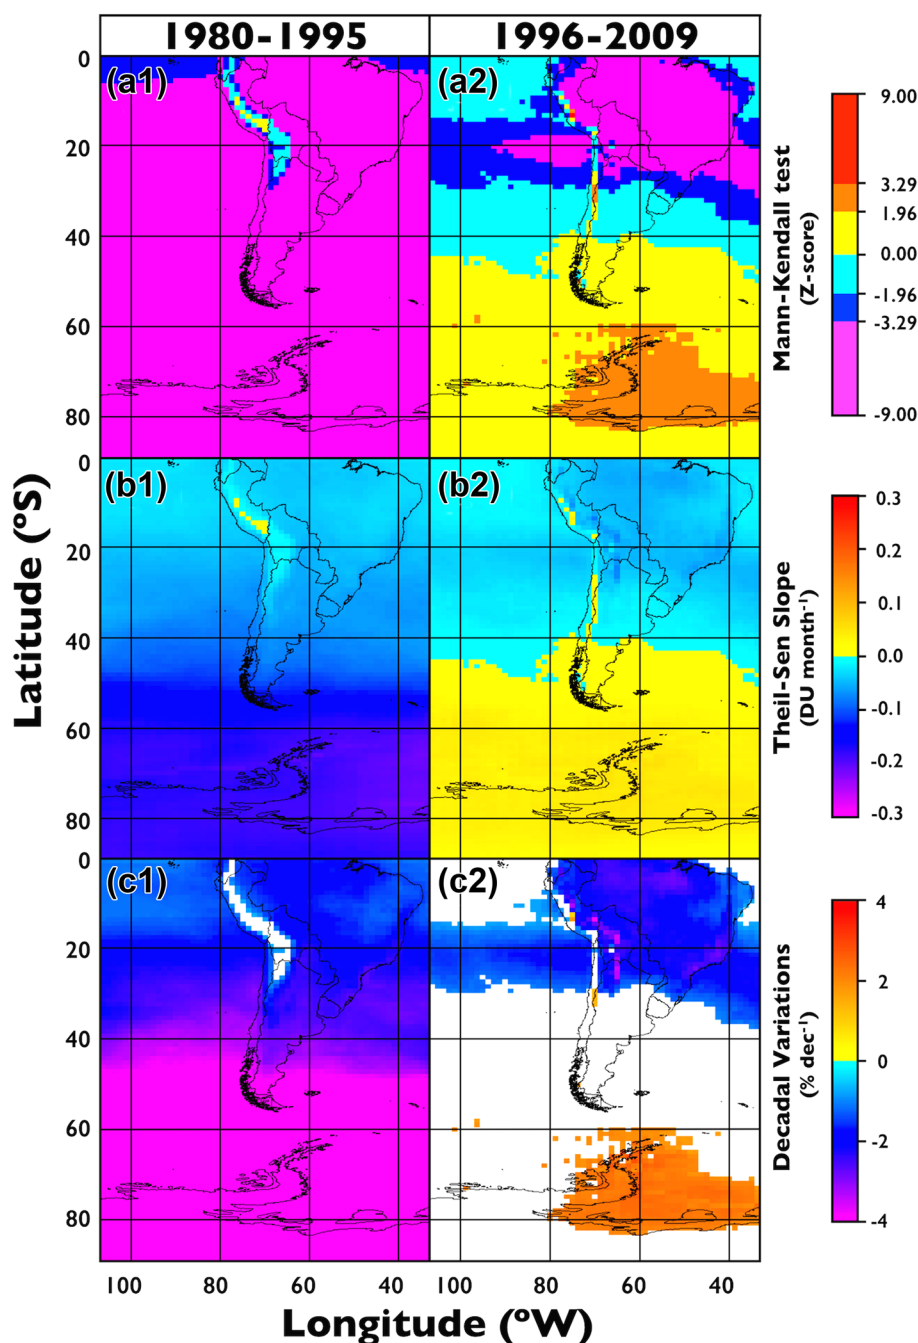 1980-1995 1996-2009
(a1) (a2)
0
20
40
60
80
9.00
3.29
1.96
0.00
-1.96
-3.29
-9.00
Mann-Kendall test
(Z-score)
(b1) (b2)
0
20
40
60
80
0.3
0.2
0.1
0.0
-0.1
-0.2
-0.3
Theil-Sen Slope
(DU month⁻¹)
Latitude (ºS)
(c1) (c2)
0
20
40
60
80
4
2
0
-2
-4
Decadal Variations
(% dec⁻¹)
100 80 60 40 100 80 60 40
Longitude (ºW)